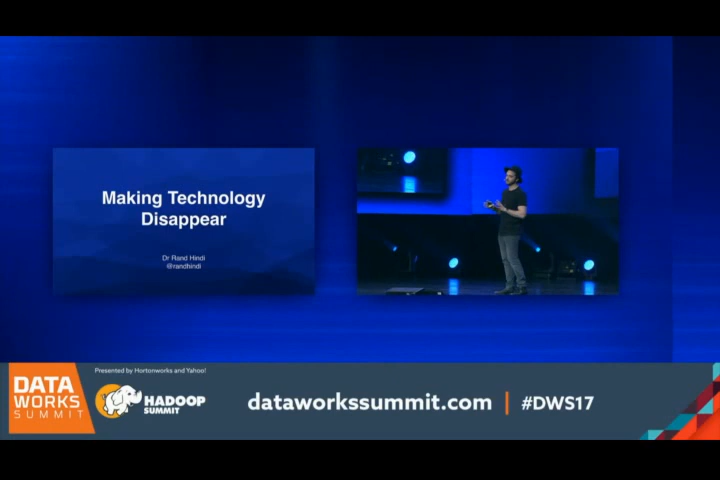 Making Technology
Disappear
Dr Rand Hindi
@randhindi
Presented by Hortonworks and Yahoo!
DATA
WORKS
SUMMIT
HADOOP
SUMMIT
dataworkssummit.com | #DWS17